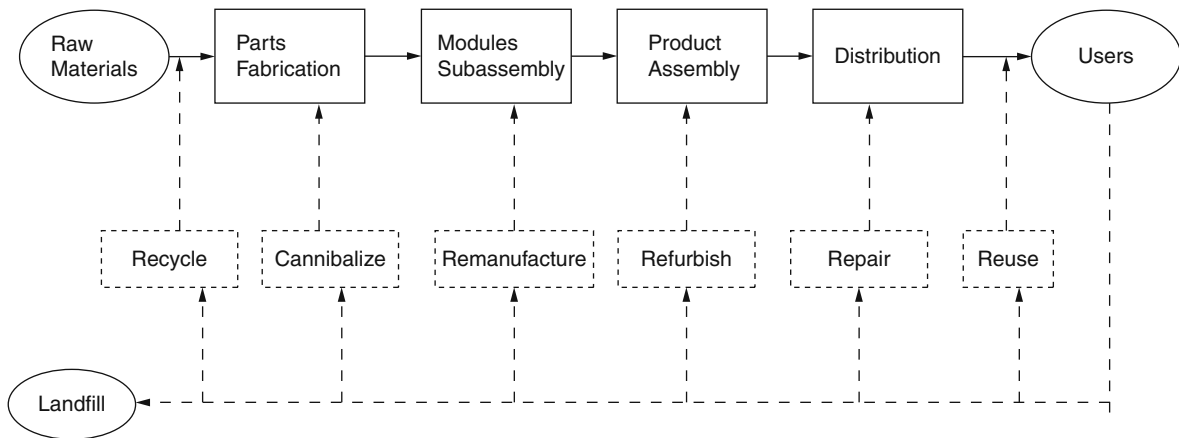 Raw
Materials
Parts
Fabrication
Modules
Subassembly
Product
Assembly
Distribution
Users
Recycle
Cannibalize
Remanufacture
Refurbish
Repair
Reuse
Landfill